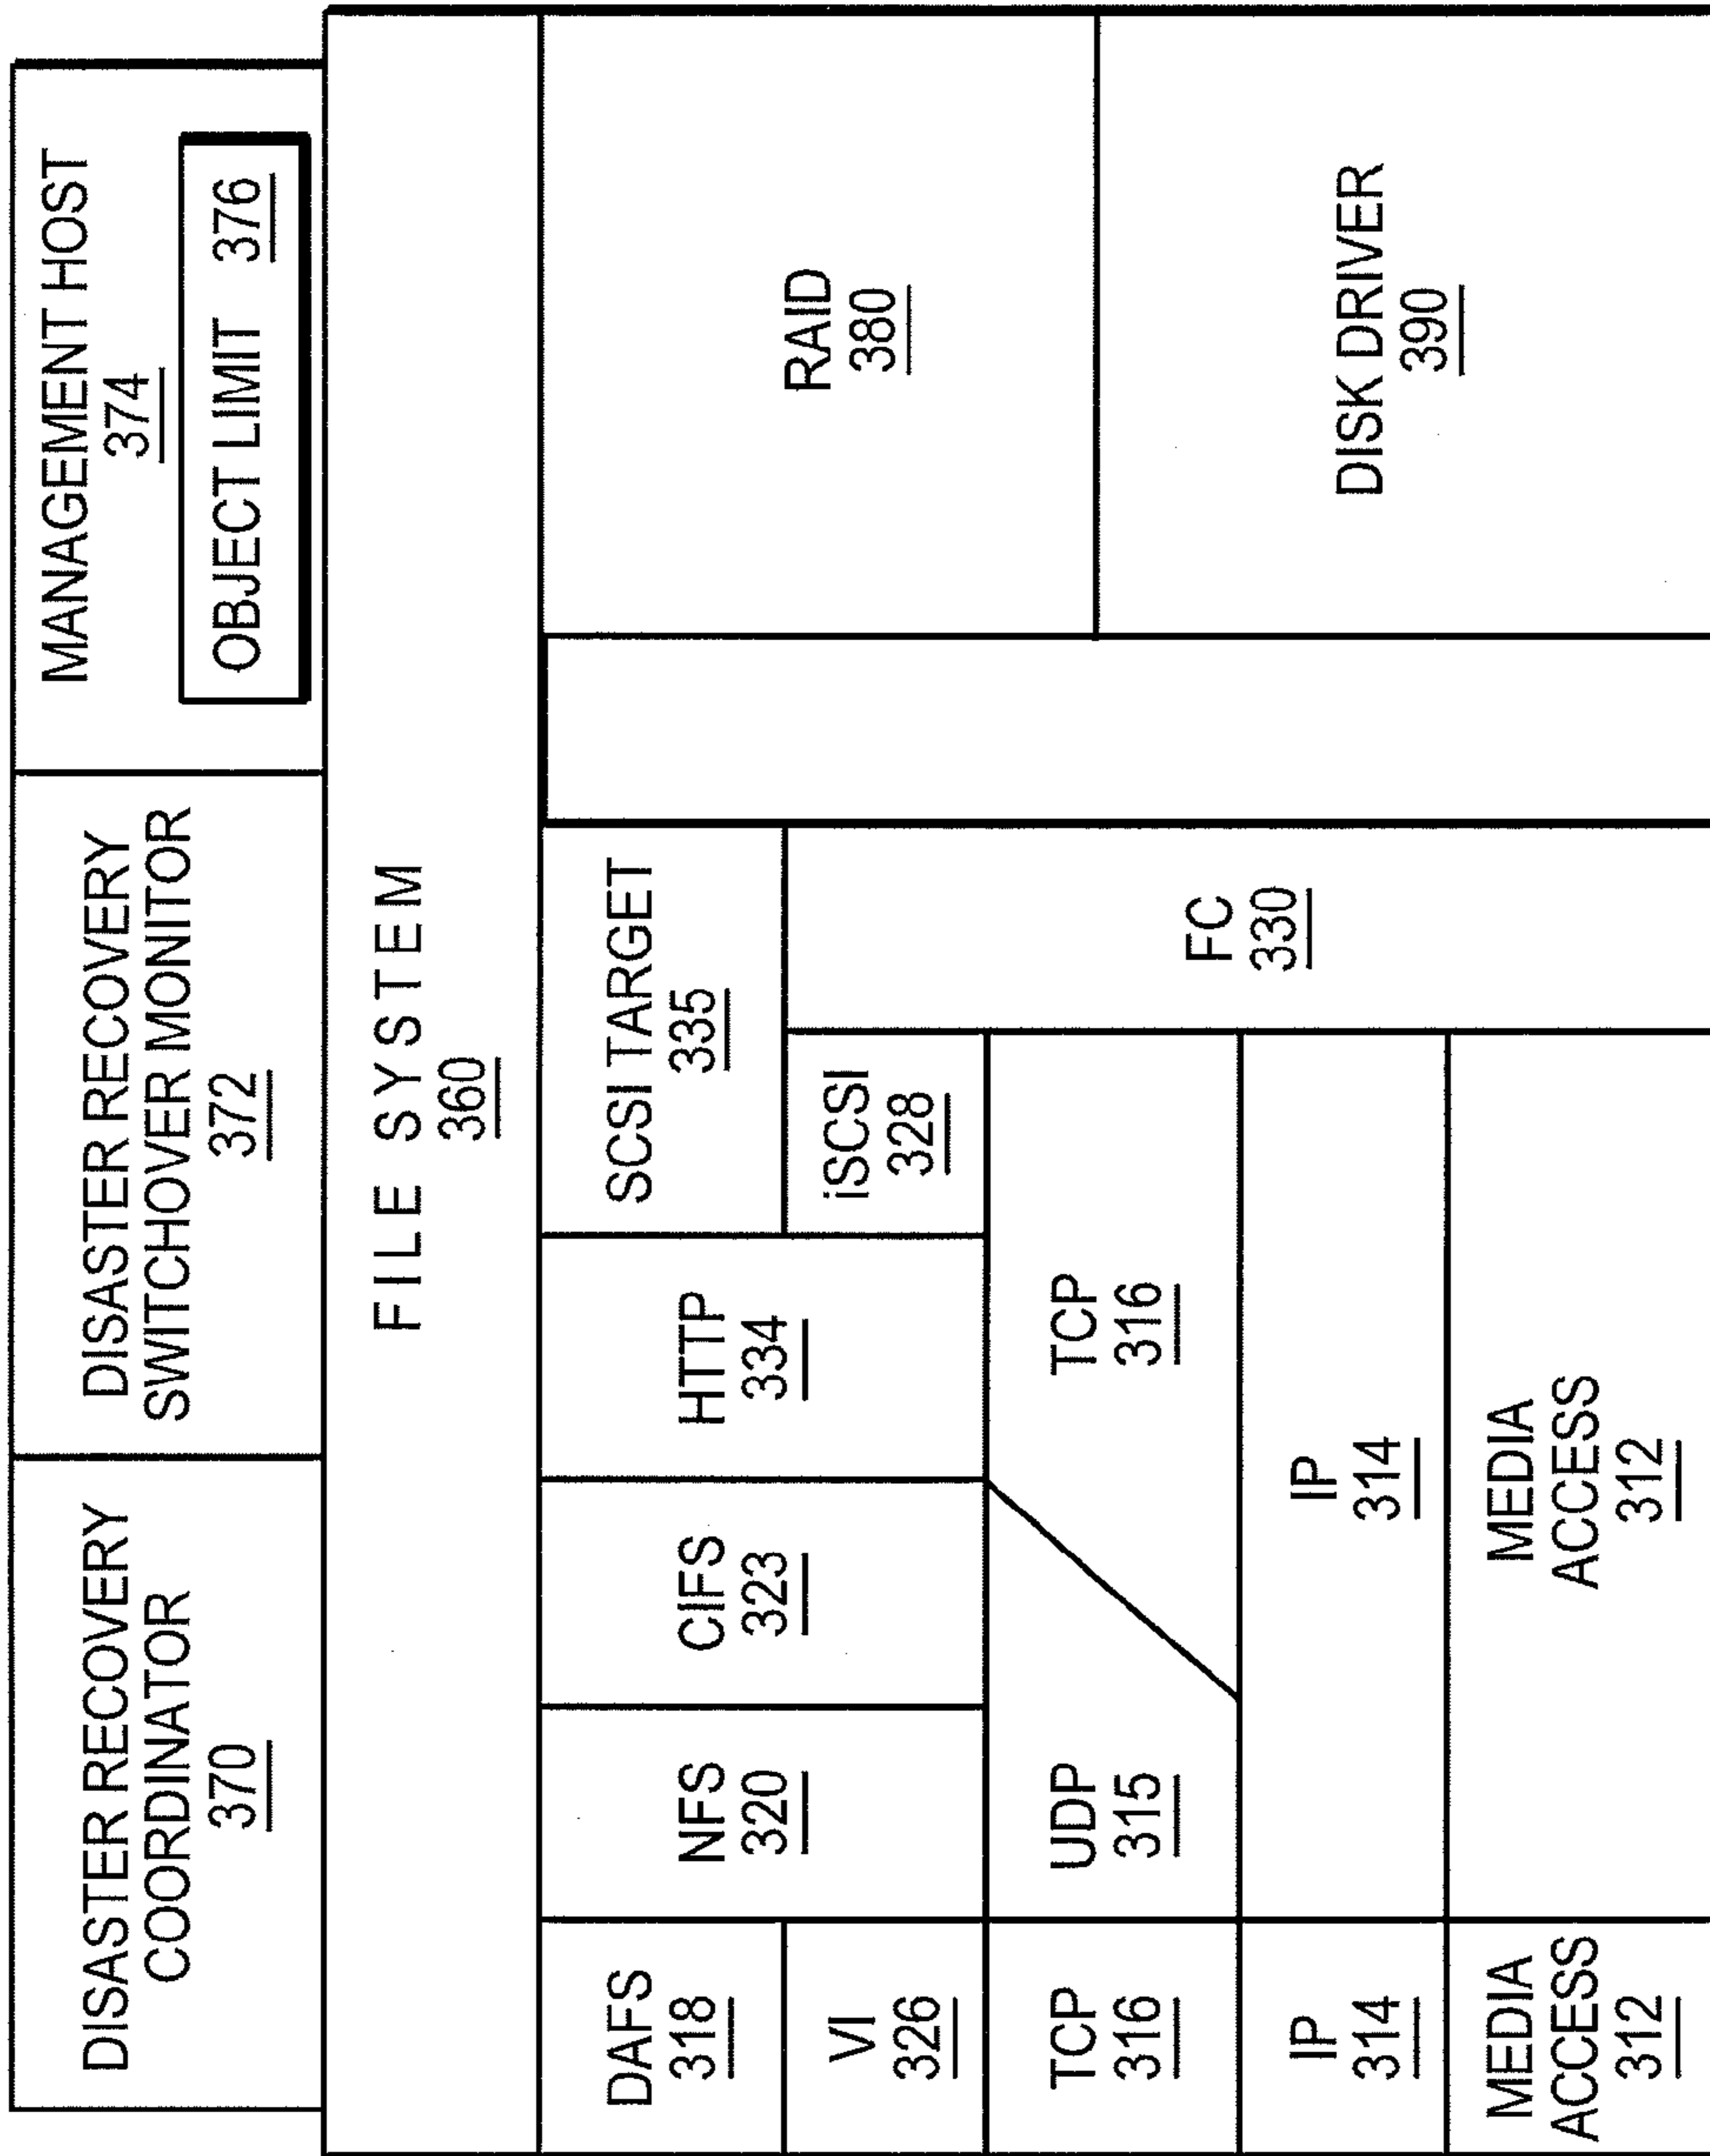 DISASTER RECOVERY
COORDINATOR
370
DISASTER RECOVERY
SWITCHOVER MONITOR
372
MANAGEMENT HOST
374
OBJECT LIMIT 376
FILE SYSTEM
360
DAFS
318
VI
326
NFS
320
CIFS
323
HTTP
334
SCSI TARGET
335
iSCSI
328
FC
330
TCP
316
UDP
315
TCP
316
IP
314
IP
314
MEDIA
ACCESS
312
MEDIA
ACCESS
312
RAID
380
DISK DRIVER
390